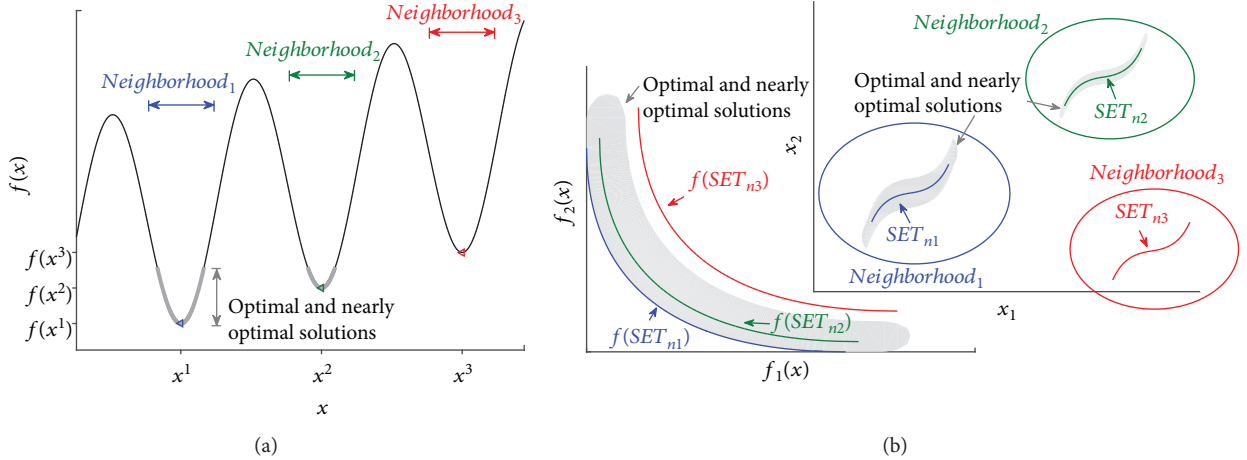 Neighborhood₃
Neighborhood₂
Neighborhood₁
f(x)
f(x³)
f(x²)
f(x¹)
Optimal and nearly
optimal solutions
x¹
x²
x³
x
(a)
Optimal and nearly
optimal solutions
f₂(x)
f(SETₙ₃)
f(SETₙ₂)
f(SETₙ₁)
f₁(x)
Neighborhood₂
Optimal and nearly
optimal solutions
SETₙ₂
x₂
Neighborhood₃
SETₙ₃
SETₙ₁
Neighborhood₁
x₁
(b)